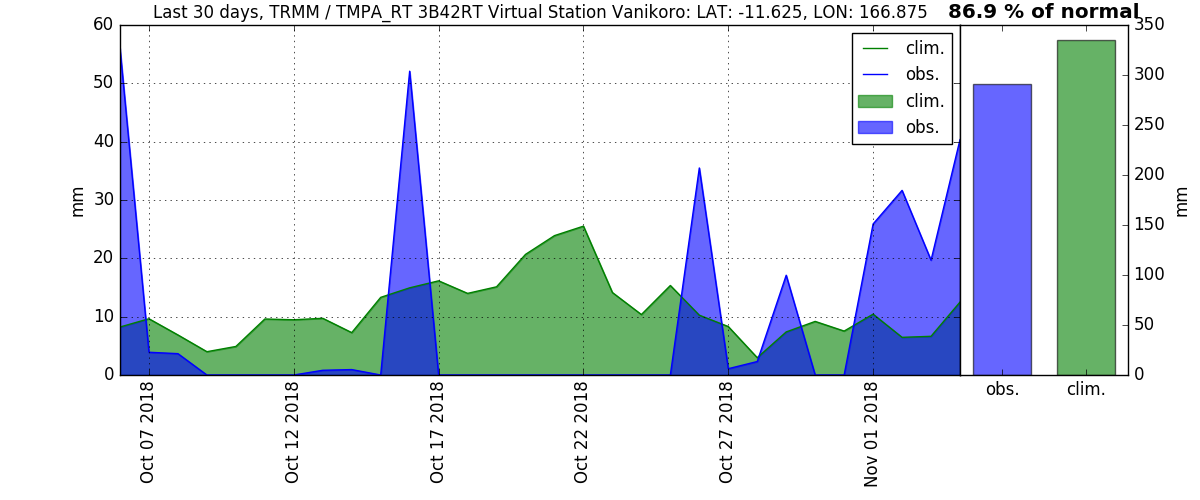 Last 30 days, TRMM / TMPA_RT 3B42RT Virtual Station Vanikoro: LAT: -11.625, LON: 166.875
86.9 % of normal
60
50
40
30
20
10
0
mm
clim.
obs.
clim.
obs.
350
300
250
200
150
100
50
0
mm
Oct 07 2018
Oct 12 2018
Oct 17 2018
Oct 22 2018
Oct 27 2018
Nov 01 2018
obs.
clim.